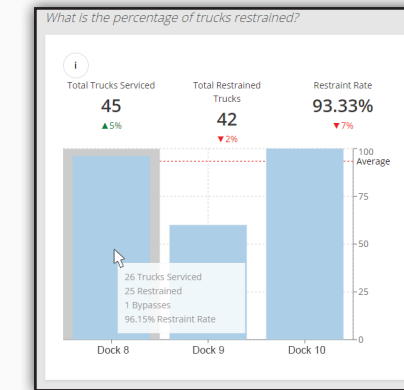 What is the percentage of trucks restrained?
i
Total Trucks Serviced
45
▲5%
Total Restrained
Trucks
42
▼2%
Restraint Rate
93.33%
▼7%
100
Average
75
50
25
0
26 Trucks Serviced
25 Restrained
1 Bypasses
96.15% Restraint Rate
Dock 8
Dock 9
Dock 10